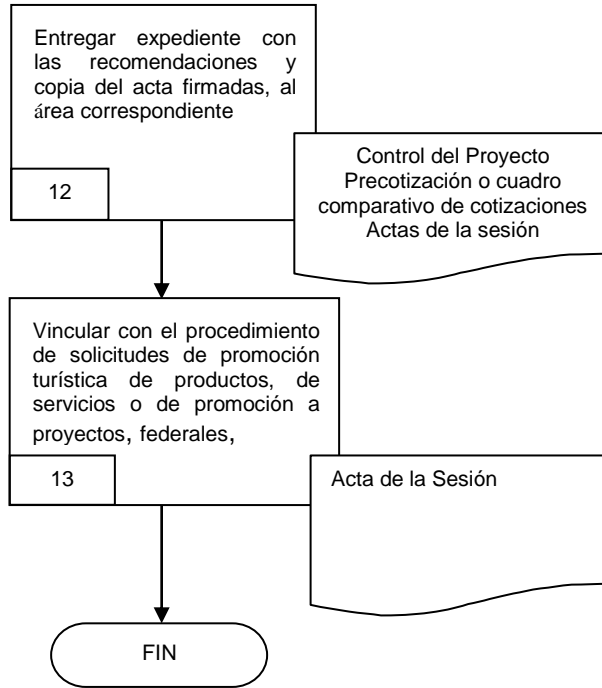 Entregar expediente con
las recomendaciones y
copia del acta firmadas, al
área correspondiente
12
Control del Proyecto
Precotización o cuadro
comparativo de cotizaciones
Actas de la sesión
Vincular con el procedimiento
de solicitudes de promoción
turística de productos, de
servicios o de promoción a
proyectos, federales,
13
Acta de la Sesión
FIN